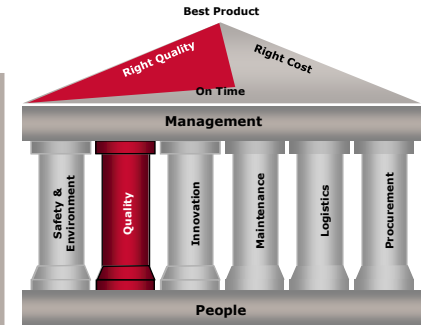 Best Product
Right Quality
Right Cost
On Time
Management
Safety &
Environment
Quality
Innovation
Maintenance
Logistics
Procurement
People